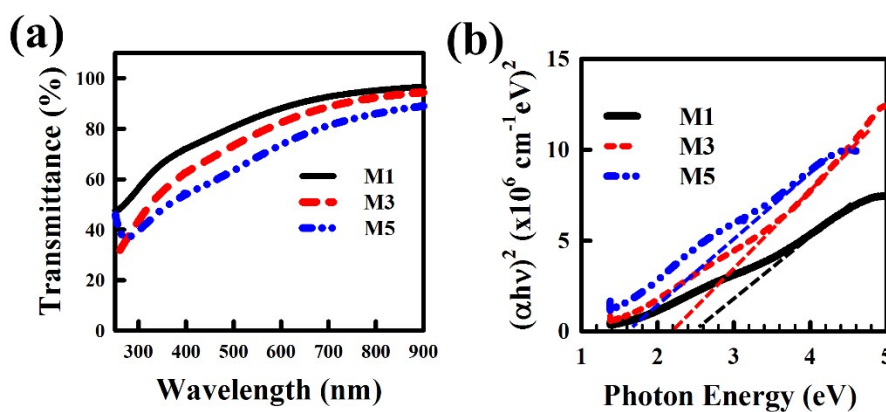 (a)
Transmittance (%)
100
80
60
40
20
0
300 400 500 600 700 800 900
Wavelength (nm)
M1
M3
M5
(b)
(αhν)² (x10⁶ cm⁻¹eV)²
15
10
5
0
1 2 3 4 5
Photon Energy (eV)
M1
M3
M5